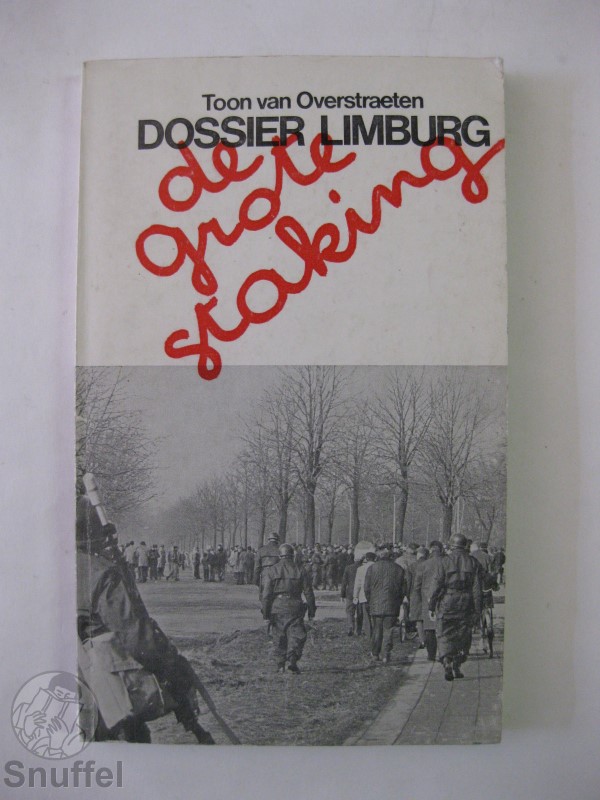 Toon van Overstraeten
DOSSIER LIMBURG
de
grote
staking
Snuffel